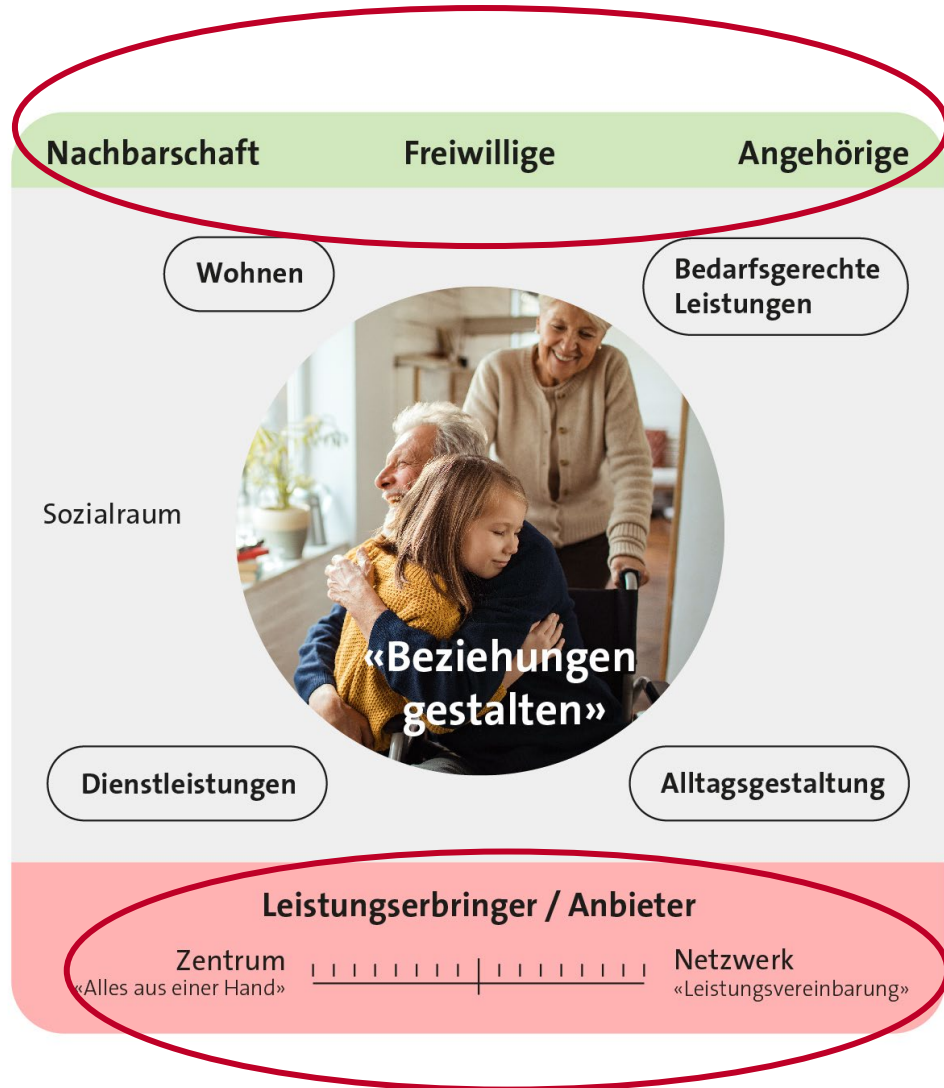 Nachbarschaft Freiwillige Angehörige
Wohnen
Bedarfsgerechte
Leistungen
Sozialraum
«Beziehungen
gestalten»
Dienstleistungen
Alltagsgestaltung
Leistungserbringer / Anbieter
Zentrum
«Alles aus einer Hand»
Netzwerk
«Leistungsvereinbarung»